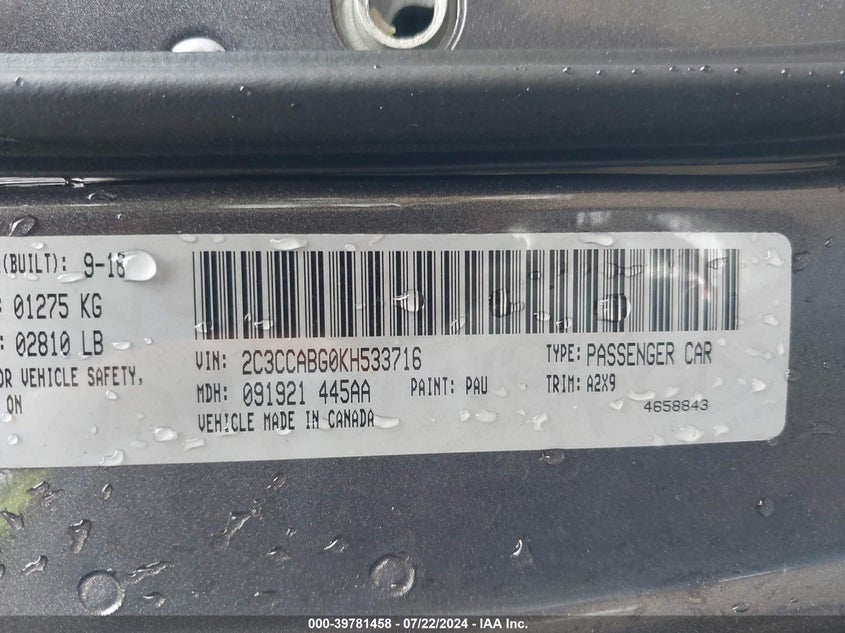 (BUILT): 9-18
: 01275 KG
: 02810 LB
OR VEHICLE SAFETY,
ON
VIN: 2C3CCABG0KH533716
TYPE: PASSENGER CAR
MDH: 091921 445AA
PAINT: PAU
TRIM: A2X9
VEHICLE MADE IN CANADA
4658843
000-39781458 - 07/22/2024 - IAA Inc.